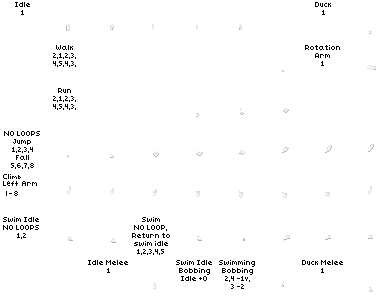 Idle
1
Duck
1
Walk
2,1,2,3,
4,5,4,3,
Rotation
Arm
1
Run
2,1,2,3,
4,5,4,3,
NO LOOPS
Jump
1,2,3,4
Fall
5,6,7,8
Climb
Left Arm
1-8
Swim Idle
NO LOOPS
1,2
Swim
NO LOOP,
Return to
swim idle
1,2,3,4,5
Swim Idle
Bobbing
Idle +0
Swimming
Bobbing
2,4 -1v,
3 -2
Idle Melee
1
Duck Melee
1